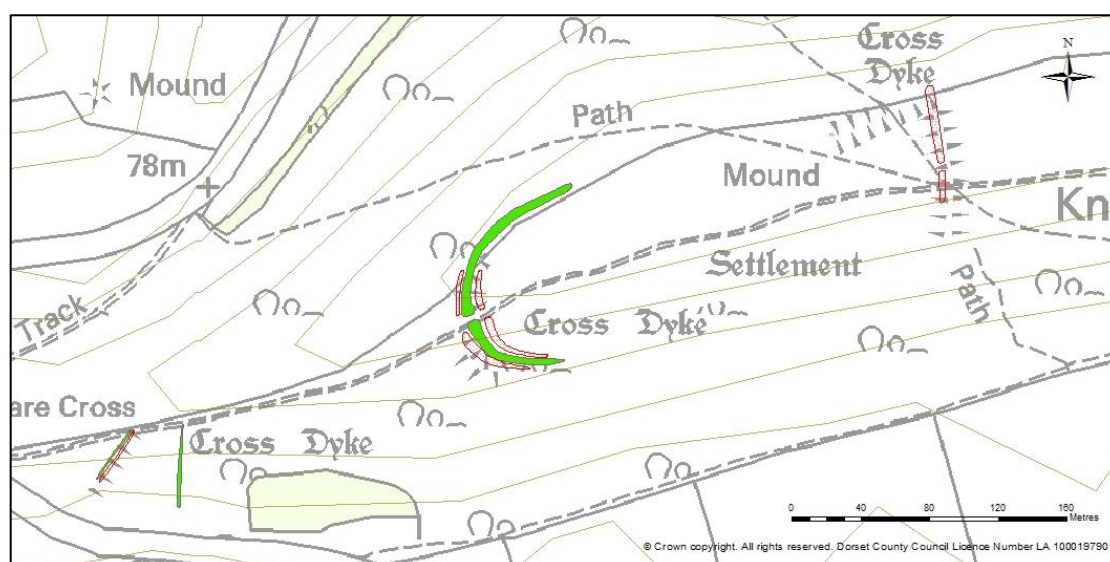 Cross
Dyke
N
Mound
Path
78m
Mound
Kn
Settlement
Path
Track
Cross Dyke
are Cross
Cross Dyke
0 20 40 80 120 160
Metres
© Crown copyright. All rights reserved. Dorset County Council Licence Number LA 100019790